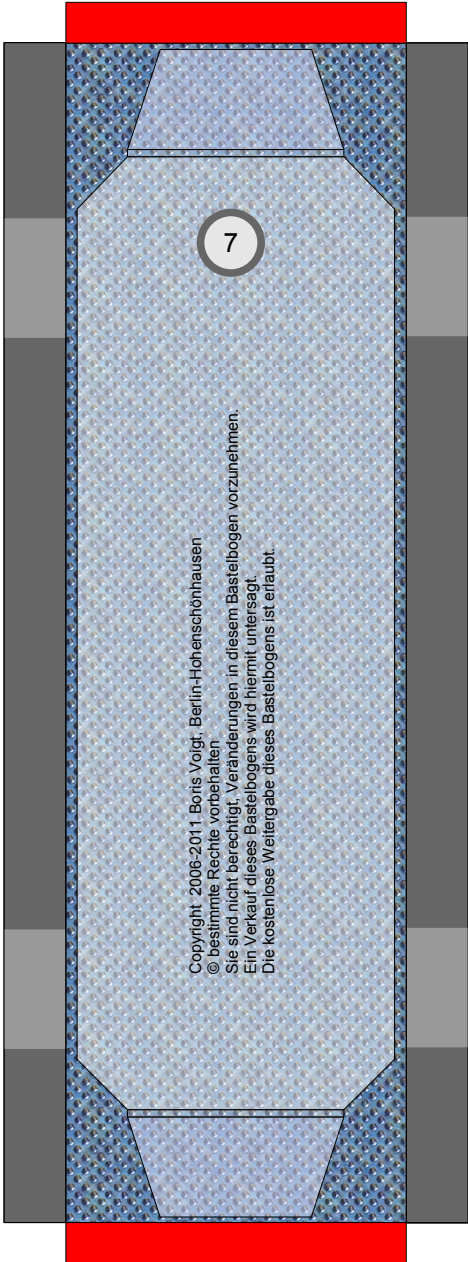 7
Copyright 2006-2011 Boris Voigt, Berlin-Hohenschönhausen
© bestimmte Rechte vorbehalten
Sie sind nicht berechtigt, Veränderungen in diesem Bastelbogen vorzunehmen.
Ein Verkauf dieses Bastelbogens wird hiermit untersagt.
Die kostenlose Weitergabe dieses Bastelbogens ist erlaubt.